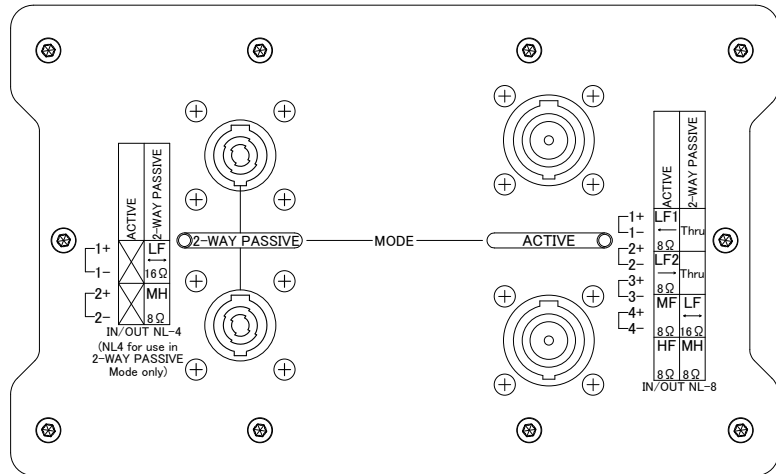 ACTIVE
2-WAY PASSIVE
1+
1-
LF
↔
16Ω
2+
2-
MH
8Ω
IN/OUT NL-4
(NL4 for use in
2-WAY PASSIVE
Mode only)
2-WAY PASSIVE
MODE
ACTIVE
ACTIVE
2-WAY PASSIVE
1+
1-
LF1
←
8Ω
Thru
2+
2-
LF2
→
8Ω
Thru
3+
3-
MF
8Ω
LF
↔
16Ω
4+
4-
HF
8Ω
MH
8Ω
IN/OUT NL-8